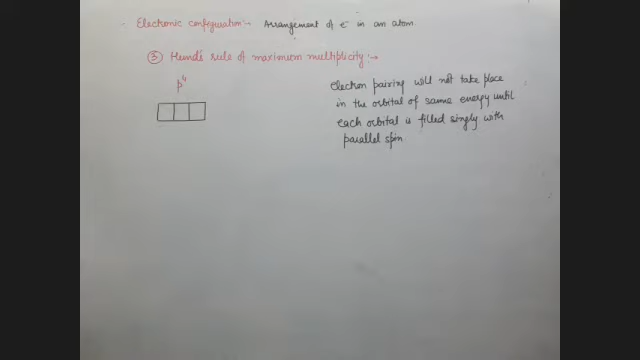 Electronic configuration:- Arrangement of e⁻ in an atom.
③ Hund's rule of maximum multiplicity:→
p⁴
electron pairing will not take place
in the orbital of same energy until
each orbital is filled singly with
parallel spin